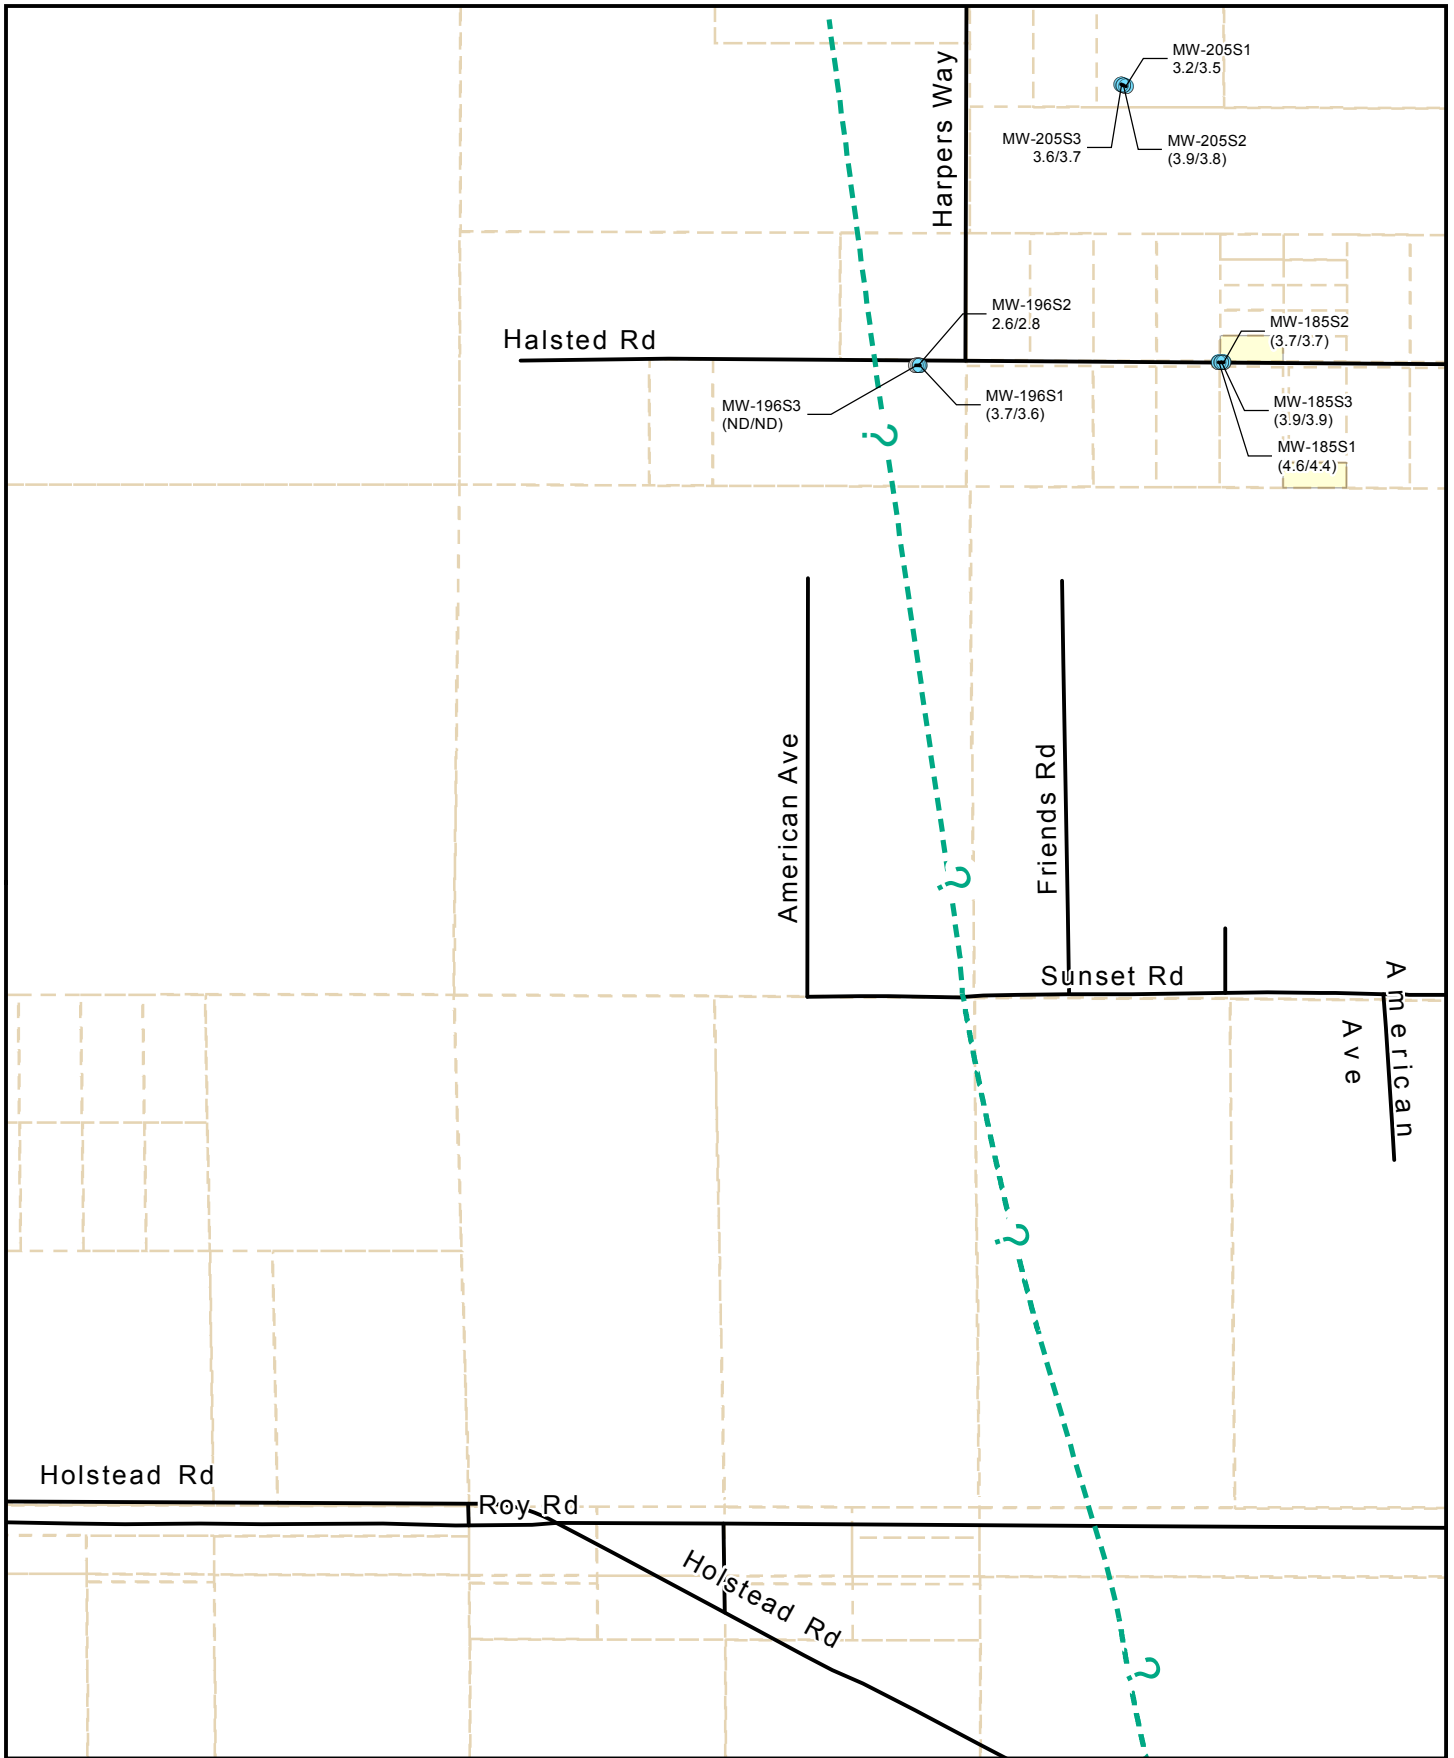 MW-205S1
3.2/3.5
Harpers Way
MW-205S3
3.6/3.7
MW-205S2
(3.9/3.8)
MW-196S2
2.6/2.8
Halsted Rd
MW-185S2
(3.7/3.7)
MW-196S3
(ND/ND)
MW-196S1
(3.7/3.6)
MW-185S3
(3.9/3.9)
?
MW-185S1
(4.6/4.4)
American Ave
Friends Rd
?
Sunset Rd
American
Ave
?
Holstead Rd
Roy Rd
Holstead Rd
?